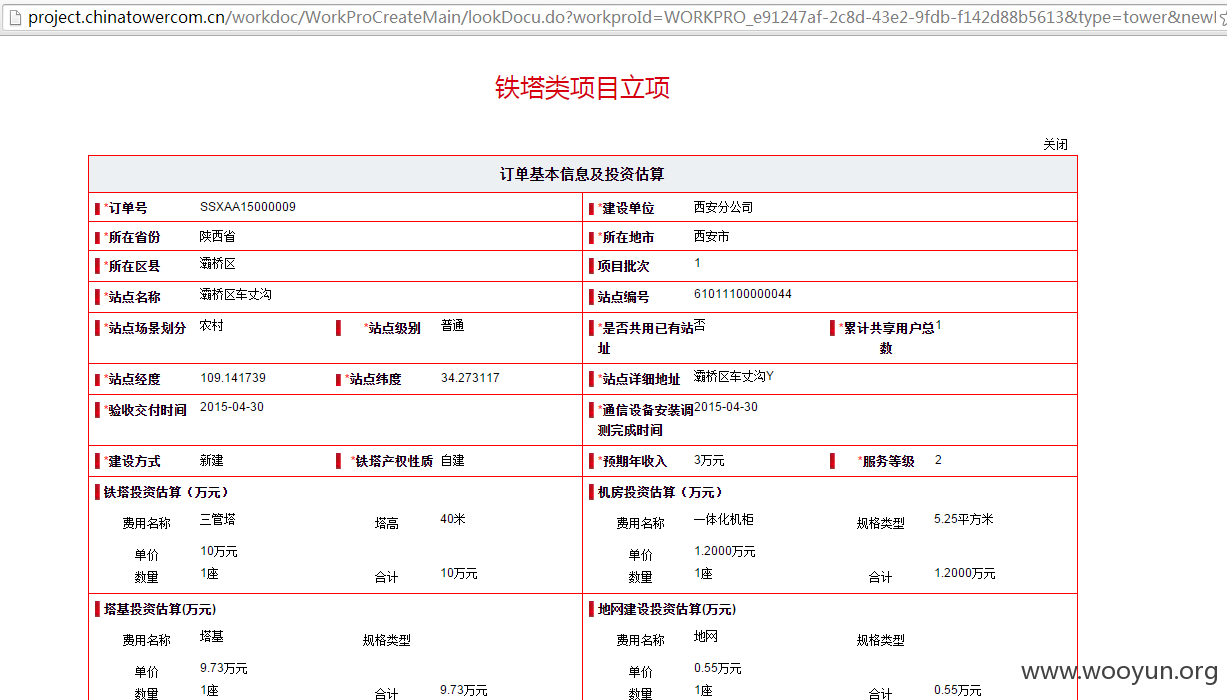 project.chinatowercom.cn/workdoc/WorkProCreateMain/lookDocu.do?workproId=WORKPRO_e91247af-2c8d-43e2-9fdb-f142d88b5613&type=tower&newI
铁塔类项目立项
关闭
订单基本信息及投资估算
*订单号 SSXAA15000009 *建设单位 西安分公司
*所在省份 陕西省 *所在地市 西安市
*所在区县 灞桥区 项目批次 1
*站点名称 灞桥区车丈沟 站点编号 61011100000044
*站点场景划分 农村 *站点级别 普通 *是否共用已有站 否 *累计共享用户总 1
址 数
*站点经度 109.141739 *站点纬度 34.273117 *站点详细地址 灞桥区车丈沟Y
*验收交付时间 2015-04-30 *通信设备安装调 2015-04-30
测完成时间
*建设方式 新建 *铁塔产权性质 自建 *预期年收入 3万元 *服务等级 2
铁塔投资估算（万元） 机房投资估算（万元）
费用名称 三管塔 塔高 40米 费用名称 一体化机柜 规格类型 5.25平方米
单价 10万元 单价 1.2000万元
数量 1座 合计 10万元 数量 1座 合计 1.2000万元
塔基投资估算(万元) 地网建设投资估算(万元)
费用名称 塔基 规格类型 费用名称 地网 规格类型
单价 9.73万元 单价 0.55万元
数量 1座 合计 9.73万元 数量 1座 合计 0.55万元
www.wooyun.org